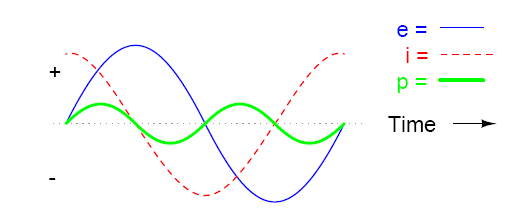 e =
i =
+
p =
Time
-